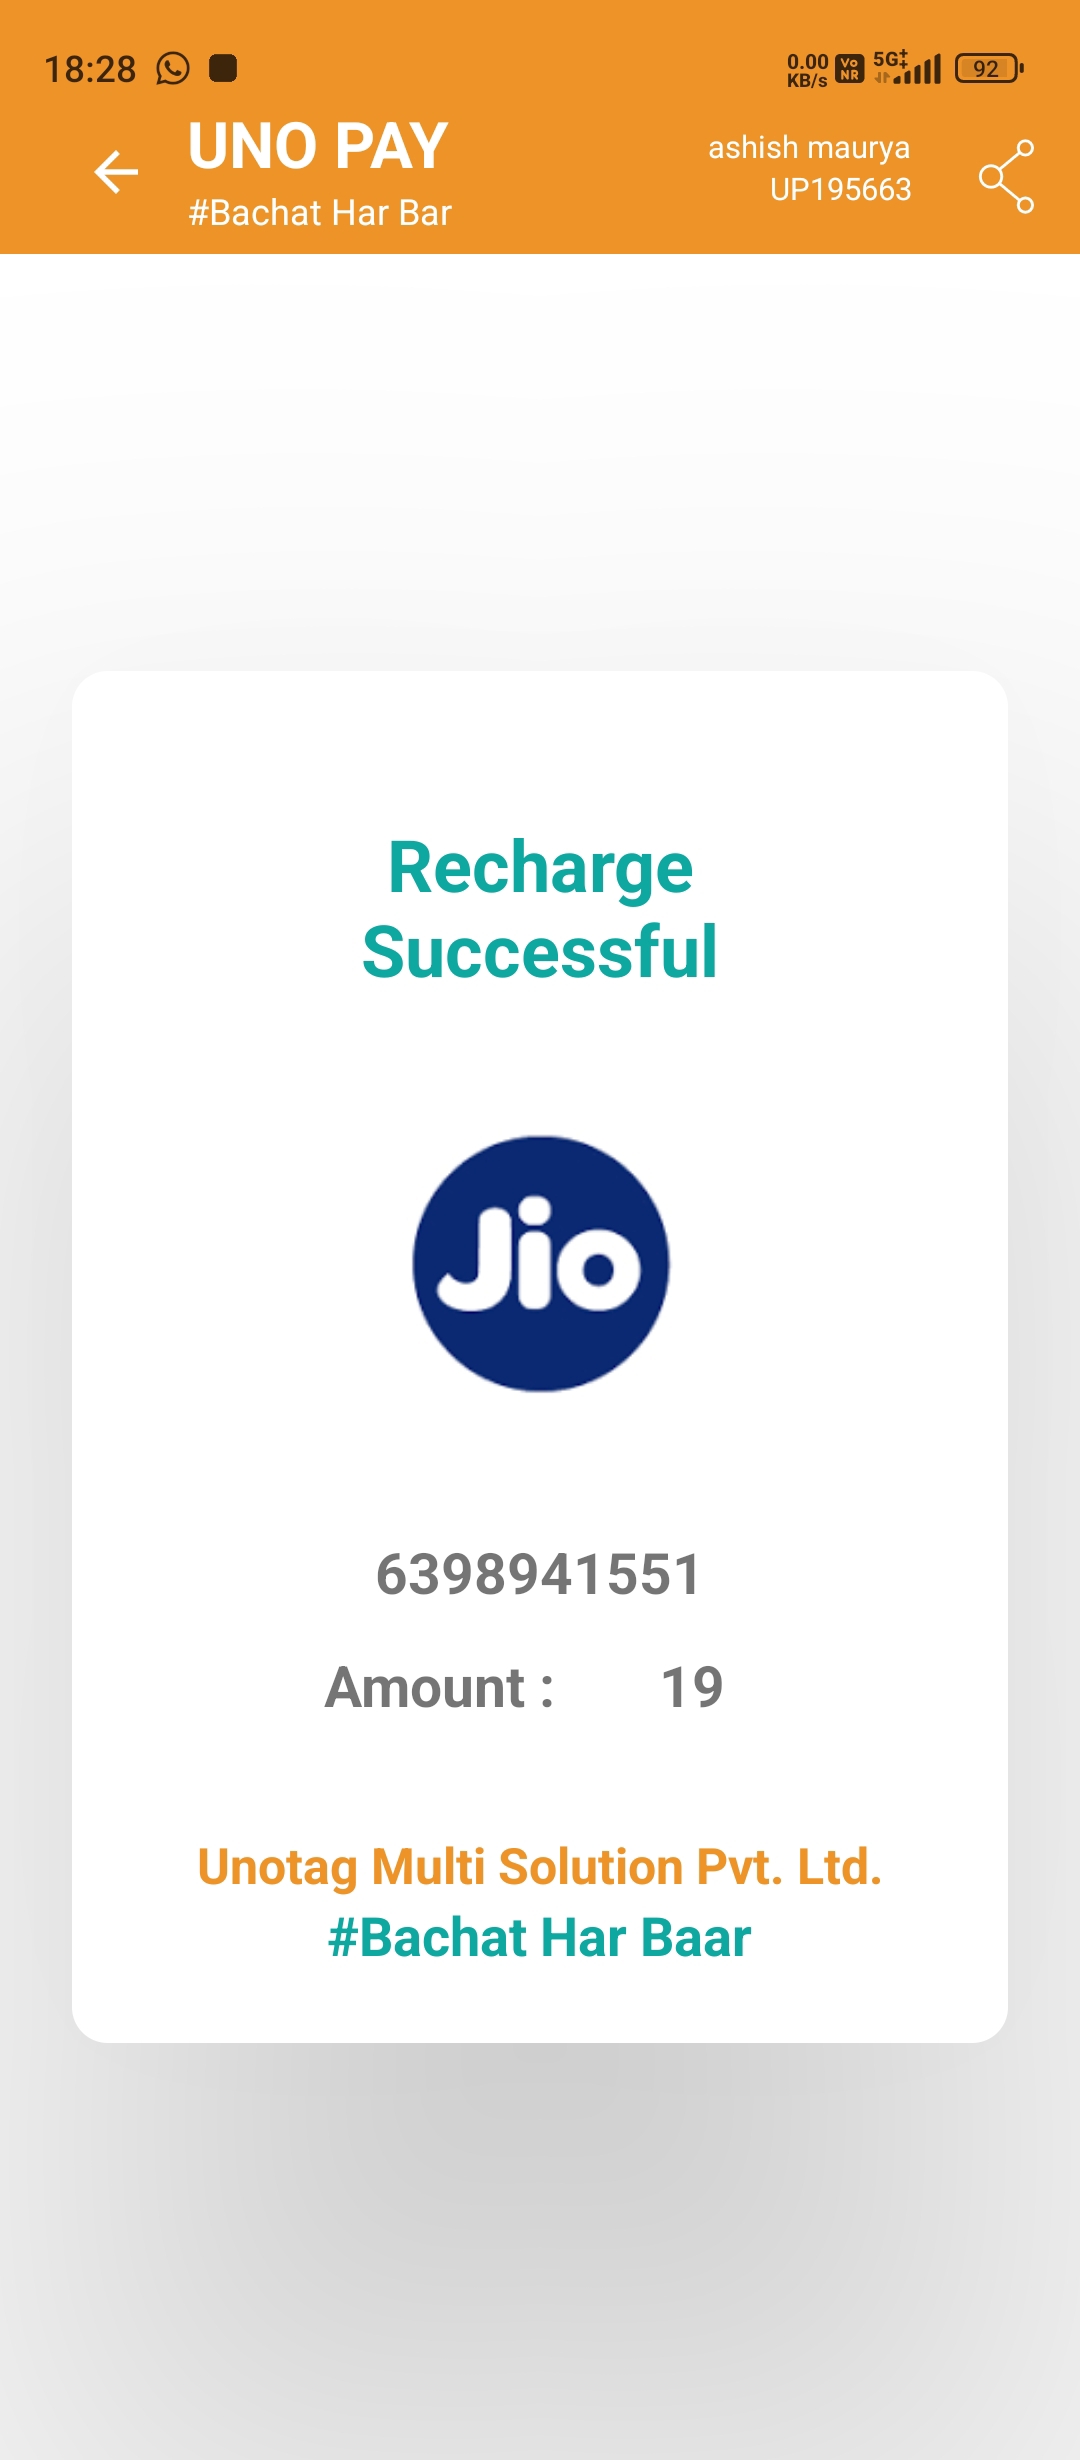 18:28
0.00 KB/s Vo NR 5G 92
UNO PAY
#Bachat Har Bar
ashish maurya
UP195663
Recharge
Successful
Jio
6398941551
Amount : 19
Unotag Multi Solution Pvt. Ltd.
#Bachat Har Baar